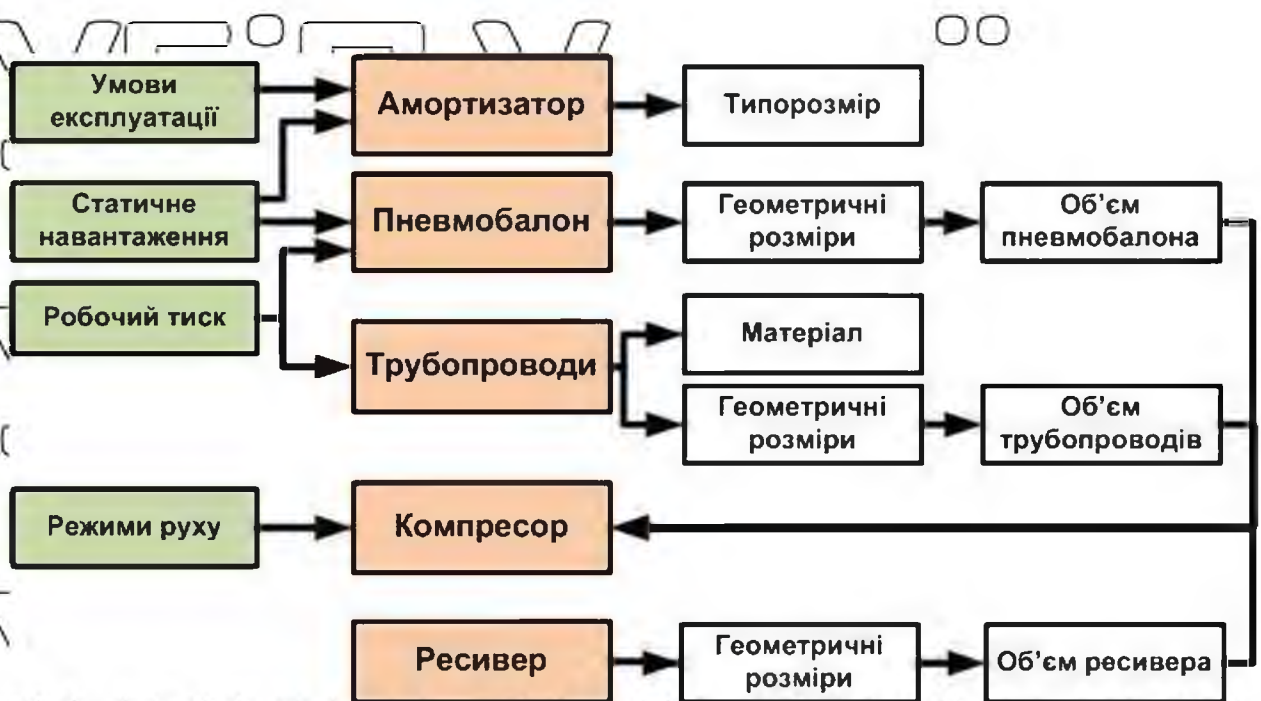 Умови
експлуатації
Амортизатор
Типорозмір
Статичне
навантаження
Пневмобалон
Геометричні
розміри
Об’єм
пневмобалона
Робочий тиск
Трубопроводи
Матеріал
Геометричні
розміри
Об’єм
трубопроводів
Режими руху
Компресор
Ресивер
Геометричні
розміри
Об’єм ресивера